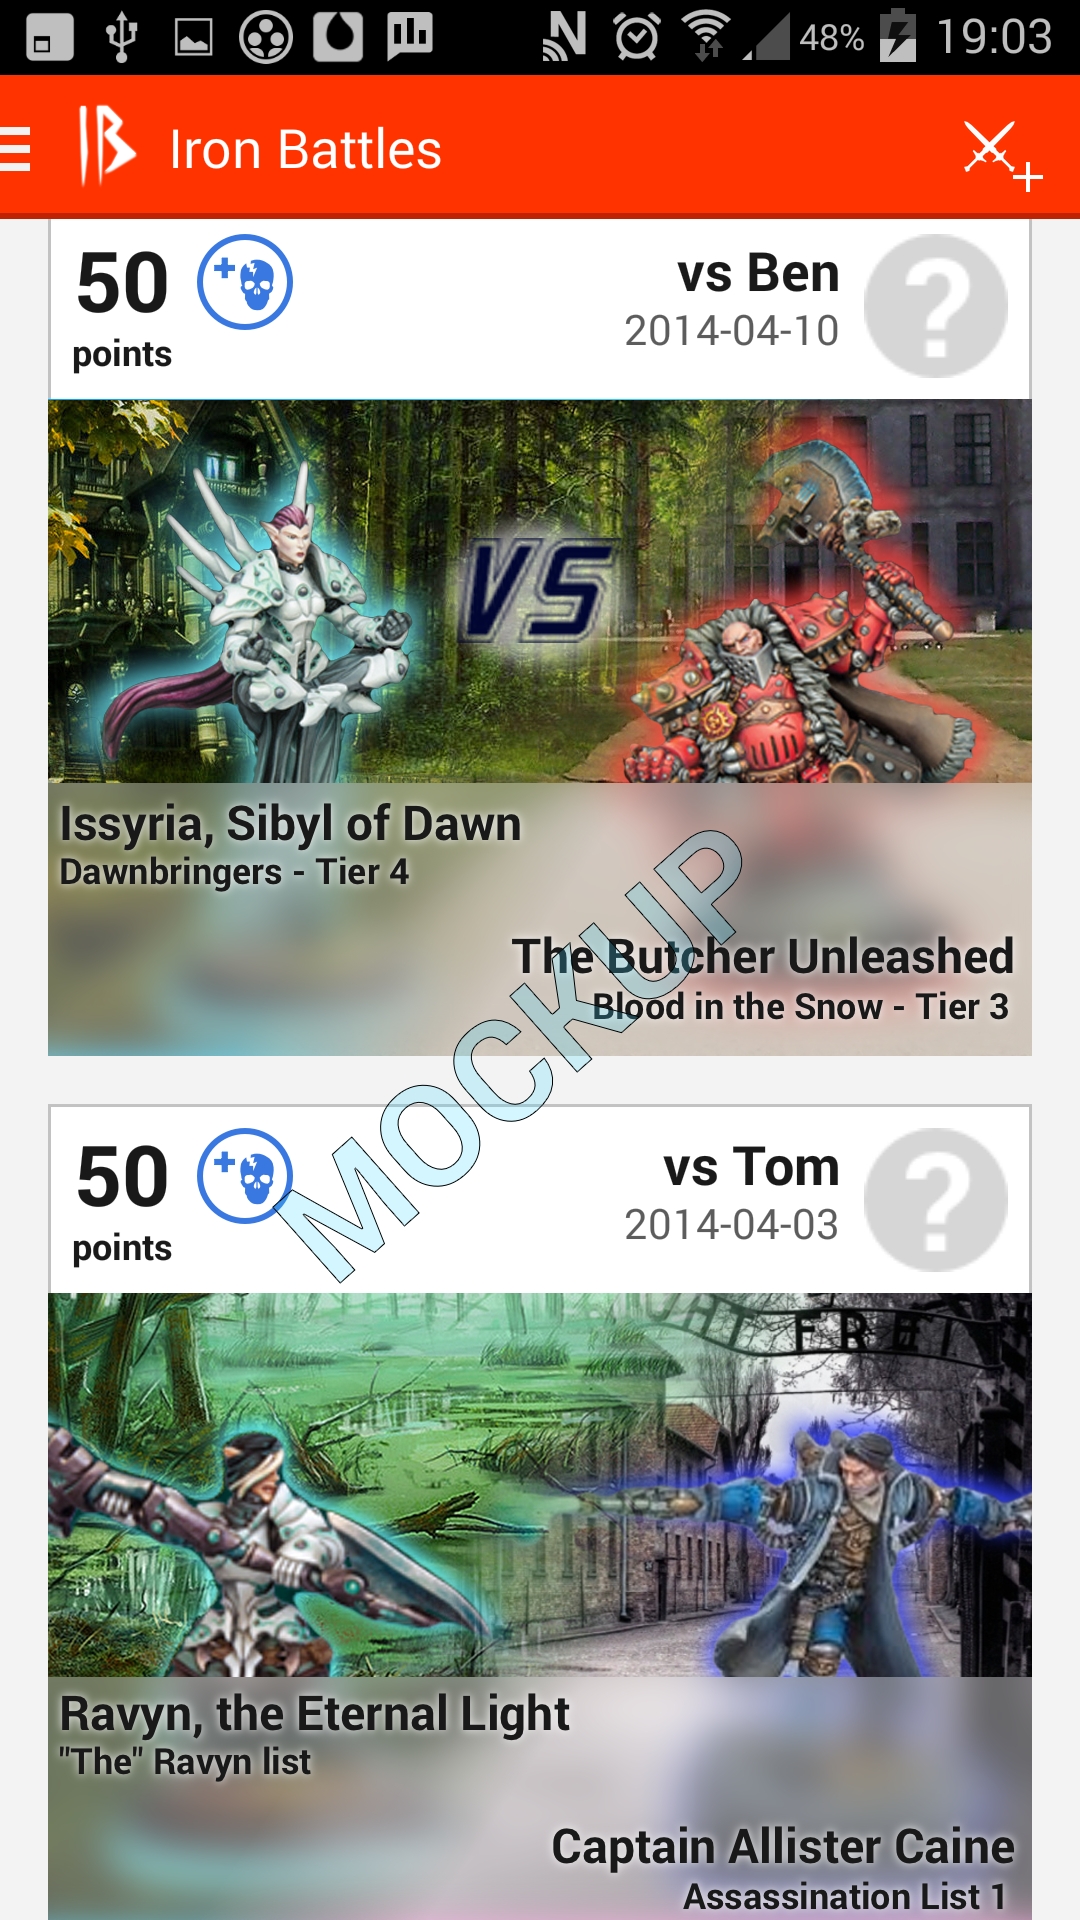 48% 19:03
Iron Battles
50
points
vs Ben
2014-04-10
VS
Issyria, Sibyl of Dawn
Dawnbringers - Tier 4
The Butcher Unleashed
Blood in the Snow - Tier 3
MOCKUP
50
points
vs Tom
2014-04-03
FREI
Ravyn, the Eternal Light
"The" Ravyn list
Captain Allister Caine
Assassination List 1